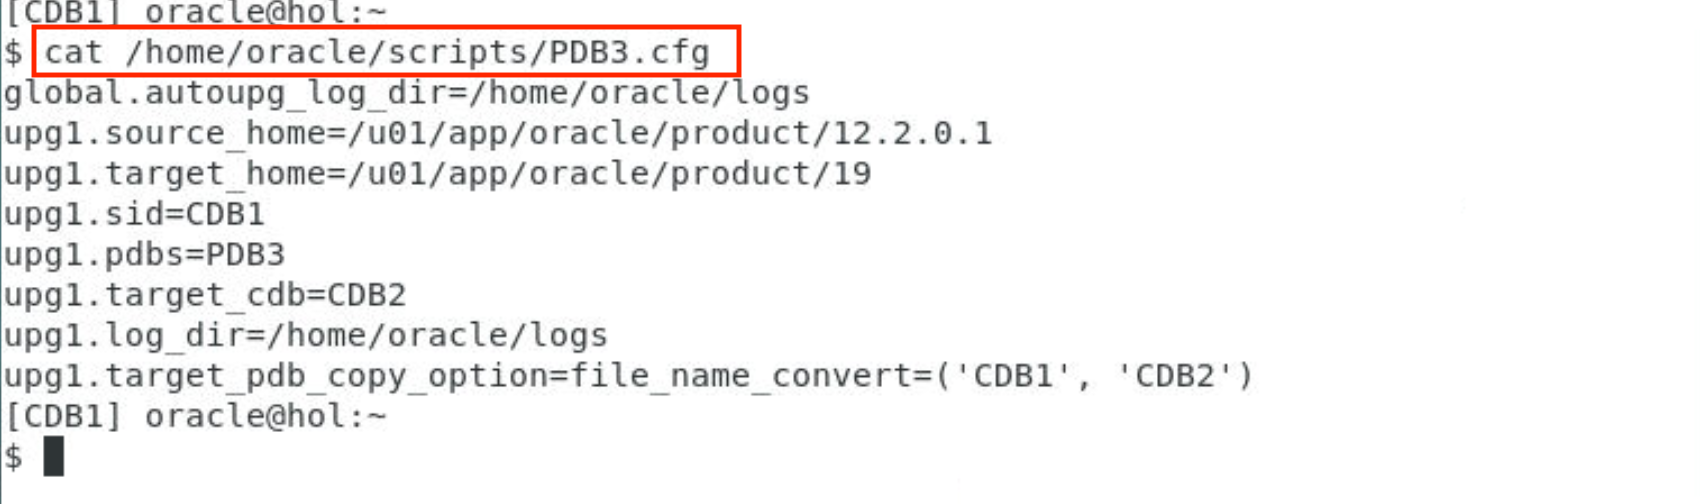 [CDB1] oracle@hol:~
$ cat /home/oracle/scripts/PDB3.cfg
global.autoupg_log_dir=/home/oracle/logs
upg1.source_home=/u01/app/oracle/product/12.2.0.1
upg1.target_home=/u01/app/oracle/product/19
upg1.sid=CDB1
upg1.pdbs=PDB3
upg1.target_cdb=CDB2
upg1.log_dir=/home/oracle/logs
upg1.target_pdb_copy_option=file_name_convert=('CDB1', 'CDB2')
[CDB1] oracle@hol:~
$